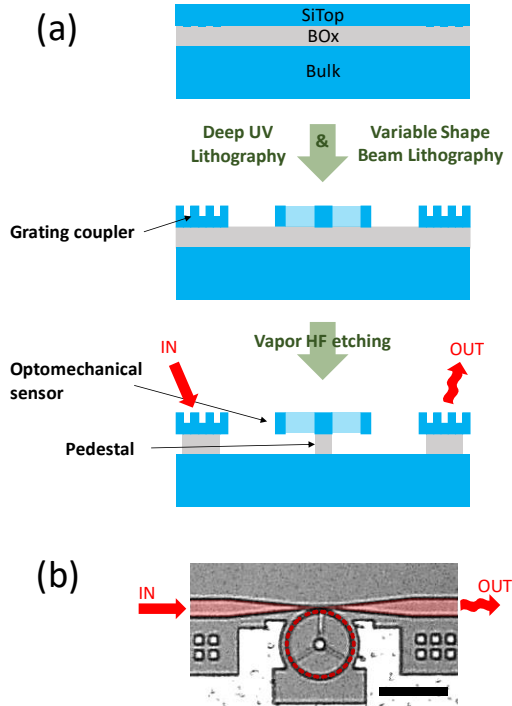 (a)
SiTop
BOx
Bulk
Deep UV
Lithography
&
Variable Shape
Beam Lithography
Grating coupler
Vapor HF etching
IN
OUT
Optomechanical
sensor
Pedestal
(b)
IN
OUT